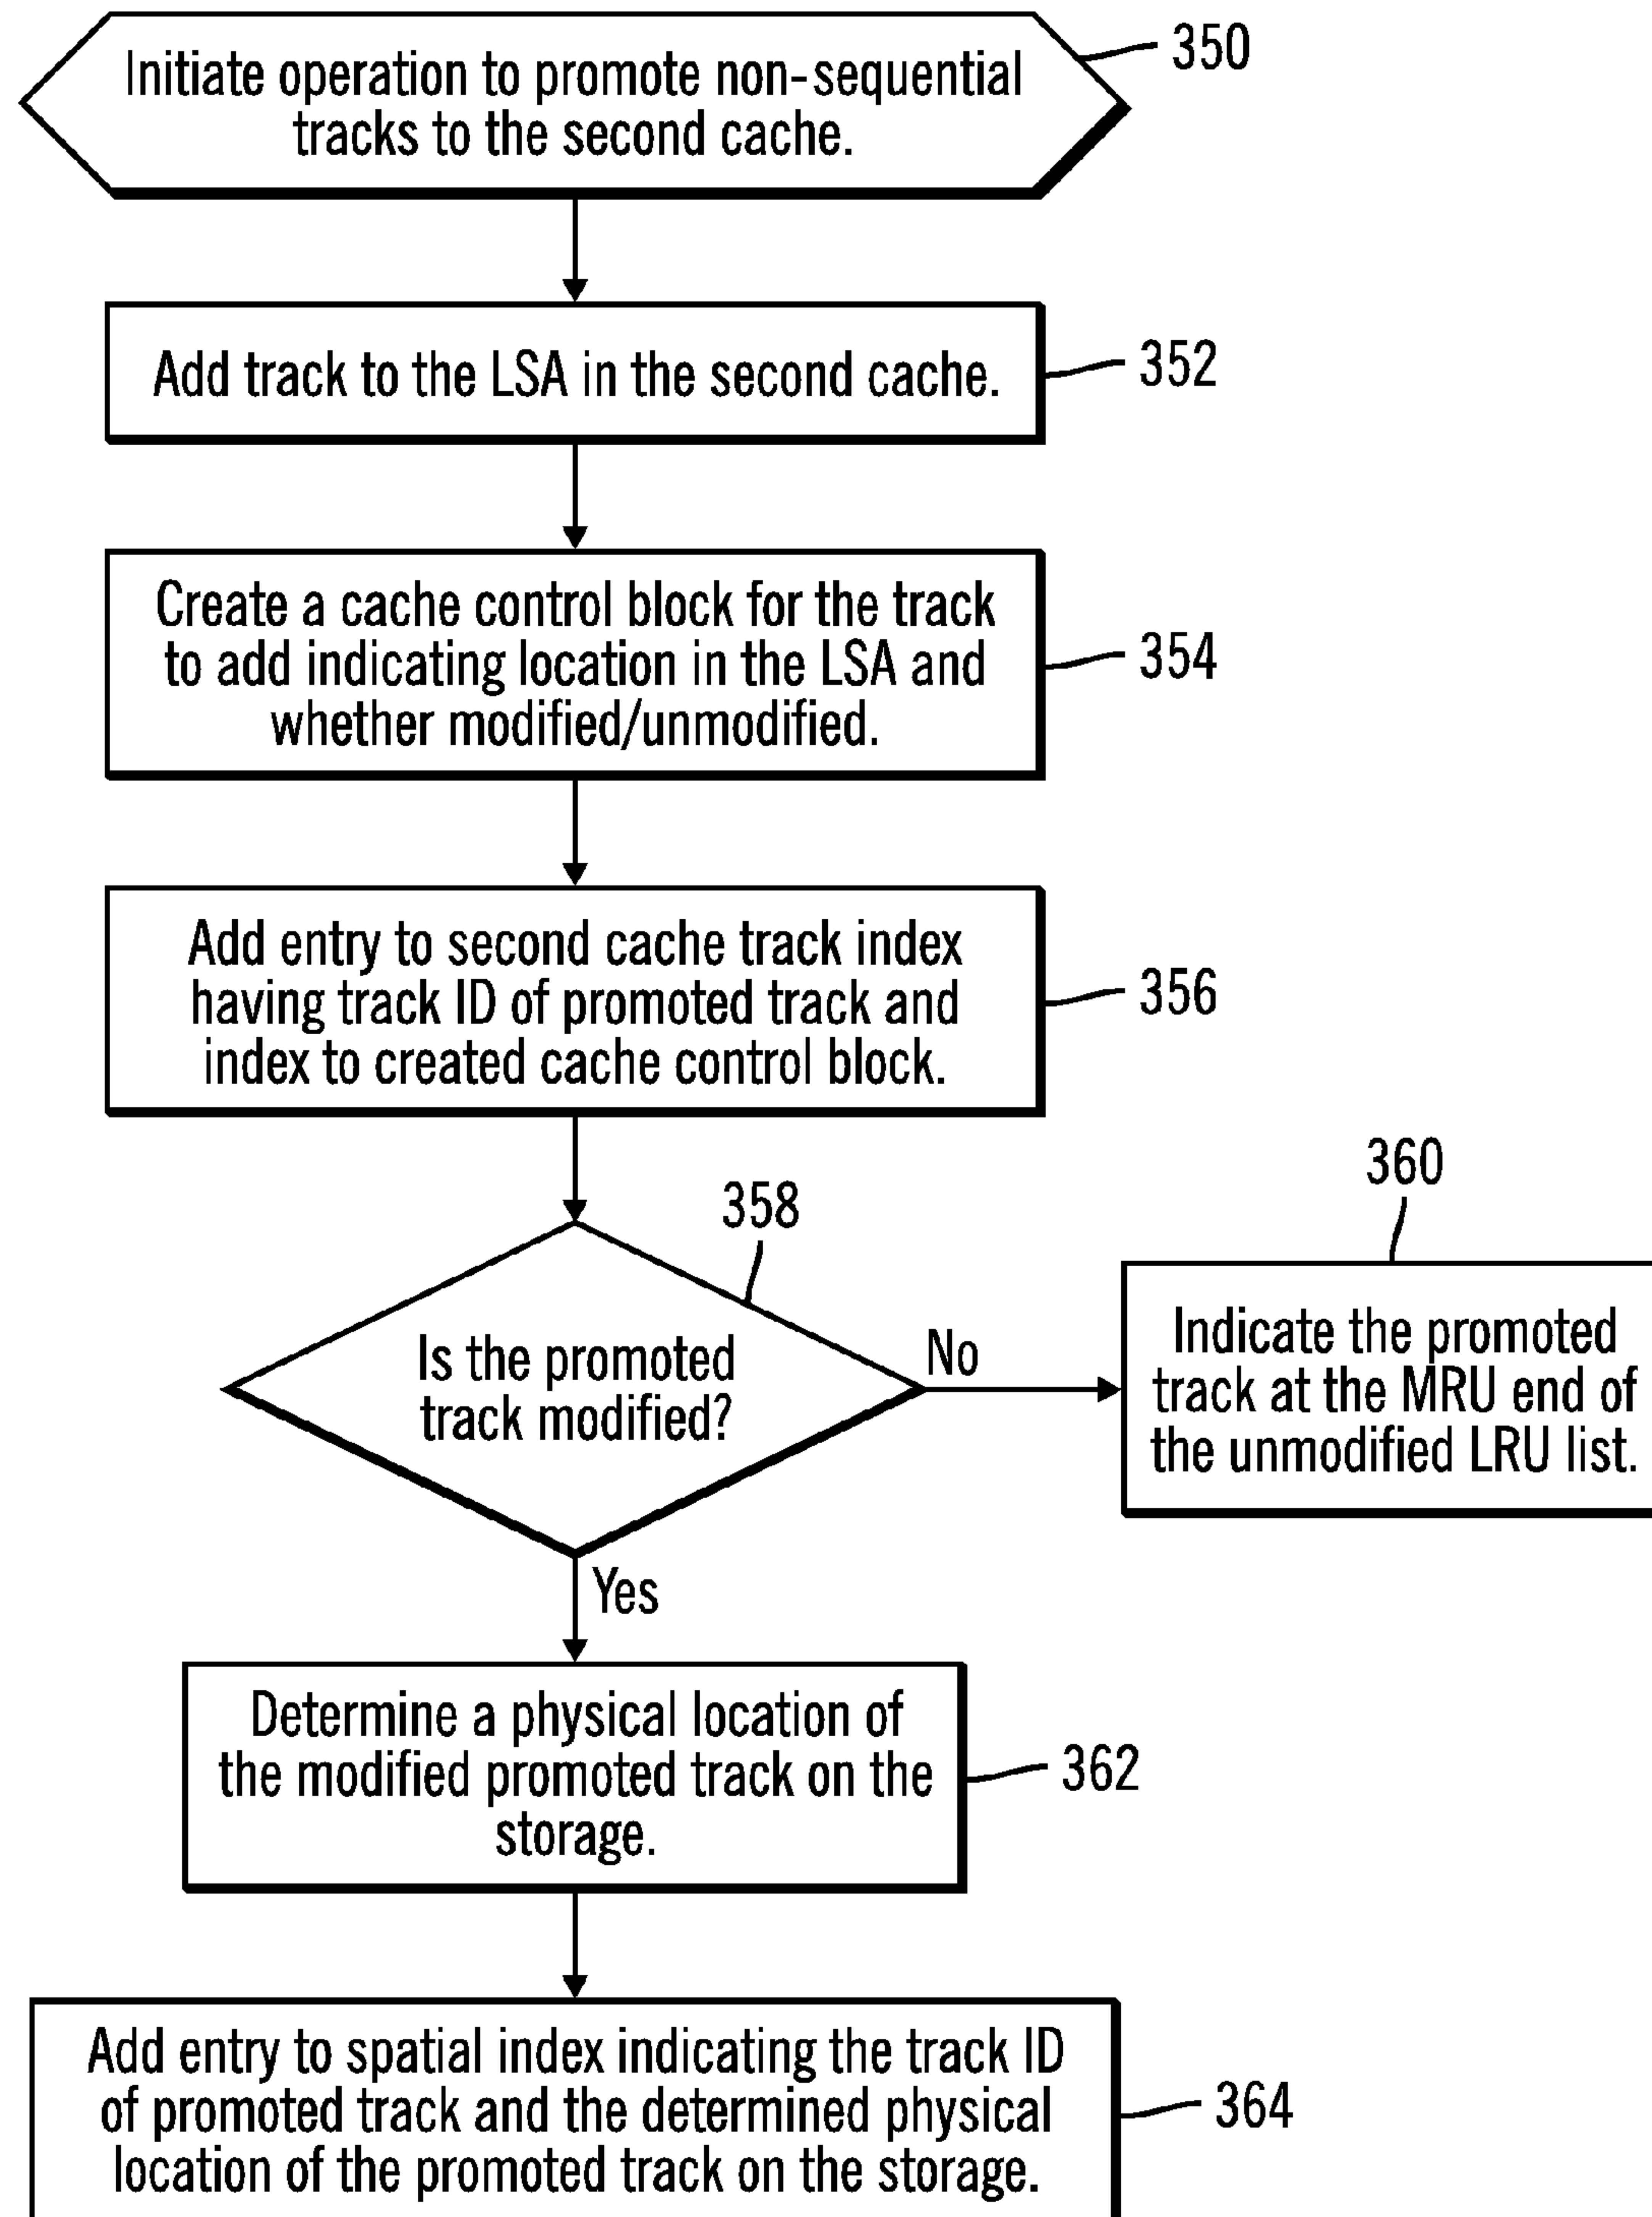 Initiate operation to promote non-sequential
tracks to the second cache.
350
Add track to the LSA in the second cache.
352
Create a cache control block for the track
to add indicating location in the LSA and
whether modified/unmodified.
354
Add entry to second cache track index
having track ID of promoted track and
index to created cache control block.
356
358
Is the promoted
track modified?
No
360
Indicate the promoted
track at the MRU end of
the unmodified LRU list.
Yes
Determine a physical location of
the modified promoted track on the
storage.
362
Add entry to spatial index indicating the track ID
of promoted track and the determined physical
location of the promoted track on the storage.
364